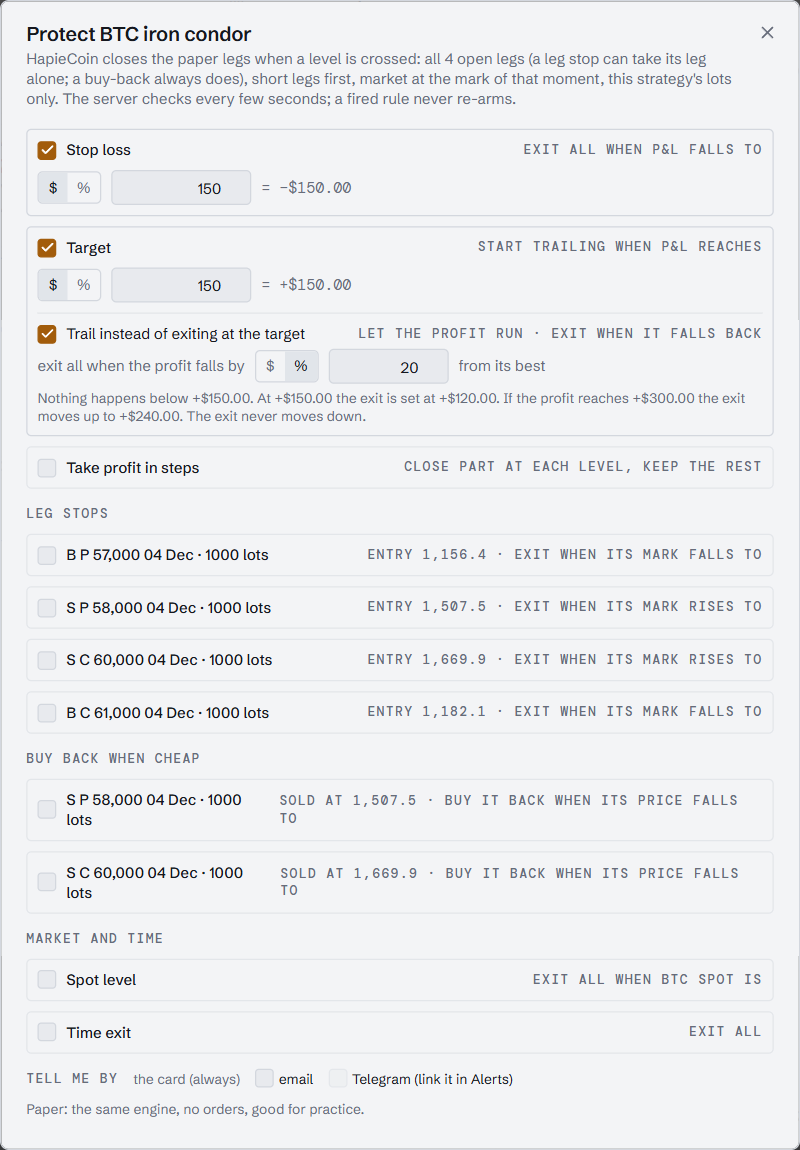 Protect BTC iron condor
HapieCoin closes the paper legs when a level is crossed: all 4 open legs (a leg stop can take its leg
alone; a buy-back always does), short legs first, market at the mark of that moment, this strategy's lots
only. The server checks every few seconds; a fired rule never re-arms.
Stop loss EXIT ALL WHEN P&L FALLS TO
$ % 150 = −$150.00
Target START TRAILING WHEN P&L REACHES
$ % 150 = +$150.00
Trail instead of exiting at the target LET THE PROFIT RUN · EXIT WHEN IT FALLS BACK
exit all when the profit falls by $ % 20 from its best
Nothing happens below +$150.00. At +$150.00 the exit is set at +$120.00. If the profit reaches +$300.00 the exit
moves up to +$240.00. The exit never moves down.
Take profit in steps CLOSE PART AT EACH LEVEL, KEEP THE REST
LEG STOPS
B P 57,000 04 Dec · 1000 lots ENTRY 1,156.4 · EXIT WHEN ITS MARK FALLS TO
S P 58,000 04 Dec · 1000 lots ENTRY 1,507.5 · EXIT WHEN ITS MARK RISES TO
S C 60,000 04 Dec · 1000 lots ENTRY 1,669.9 · EXIT WHEN ITS MARK RISES TO
B C 61,000 04 Dec · 1000 lots ENTRY 1,182.1 · EXIT WHEN ITS MARK FALLS TO
BUY BACK WHEN CHEAP
S P 58,000 04 Dec · 1000
lots
SOLD AT 1,507.5 · BUY IT BACK WHEN ITS PRICE FALLS
TO
S C 60,000 04 Dec · 1000
lots
SOLD AT 1,669.9 · BUY IT BACK WHEN ITS PRICE FALLS
TO
MARKET AND TIME
Spot level EXIT ALL WHEN BTC SPOT IS
Time exit EXIT ALL
TELL ME BY the card (always) email Telegram (link it in Alerts)
Paper: the same engine, no orders, good for practice.